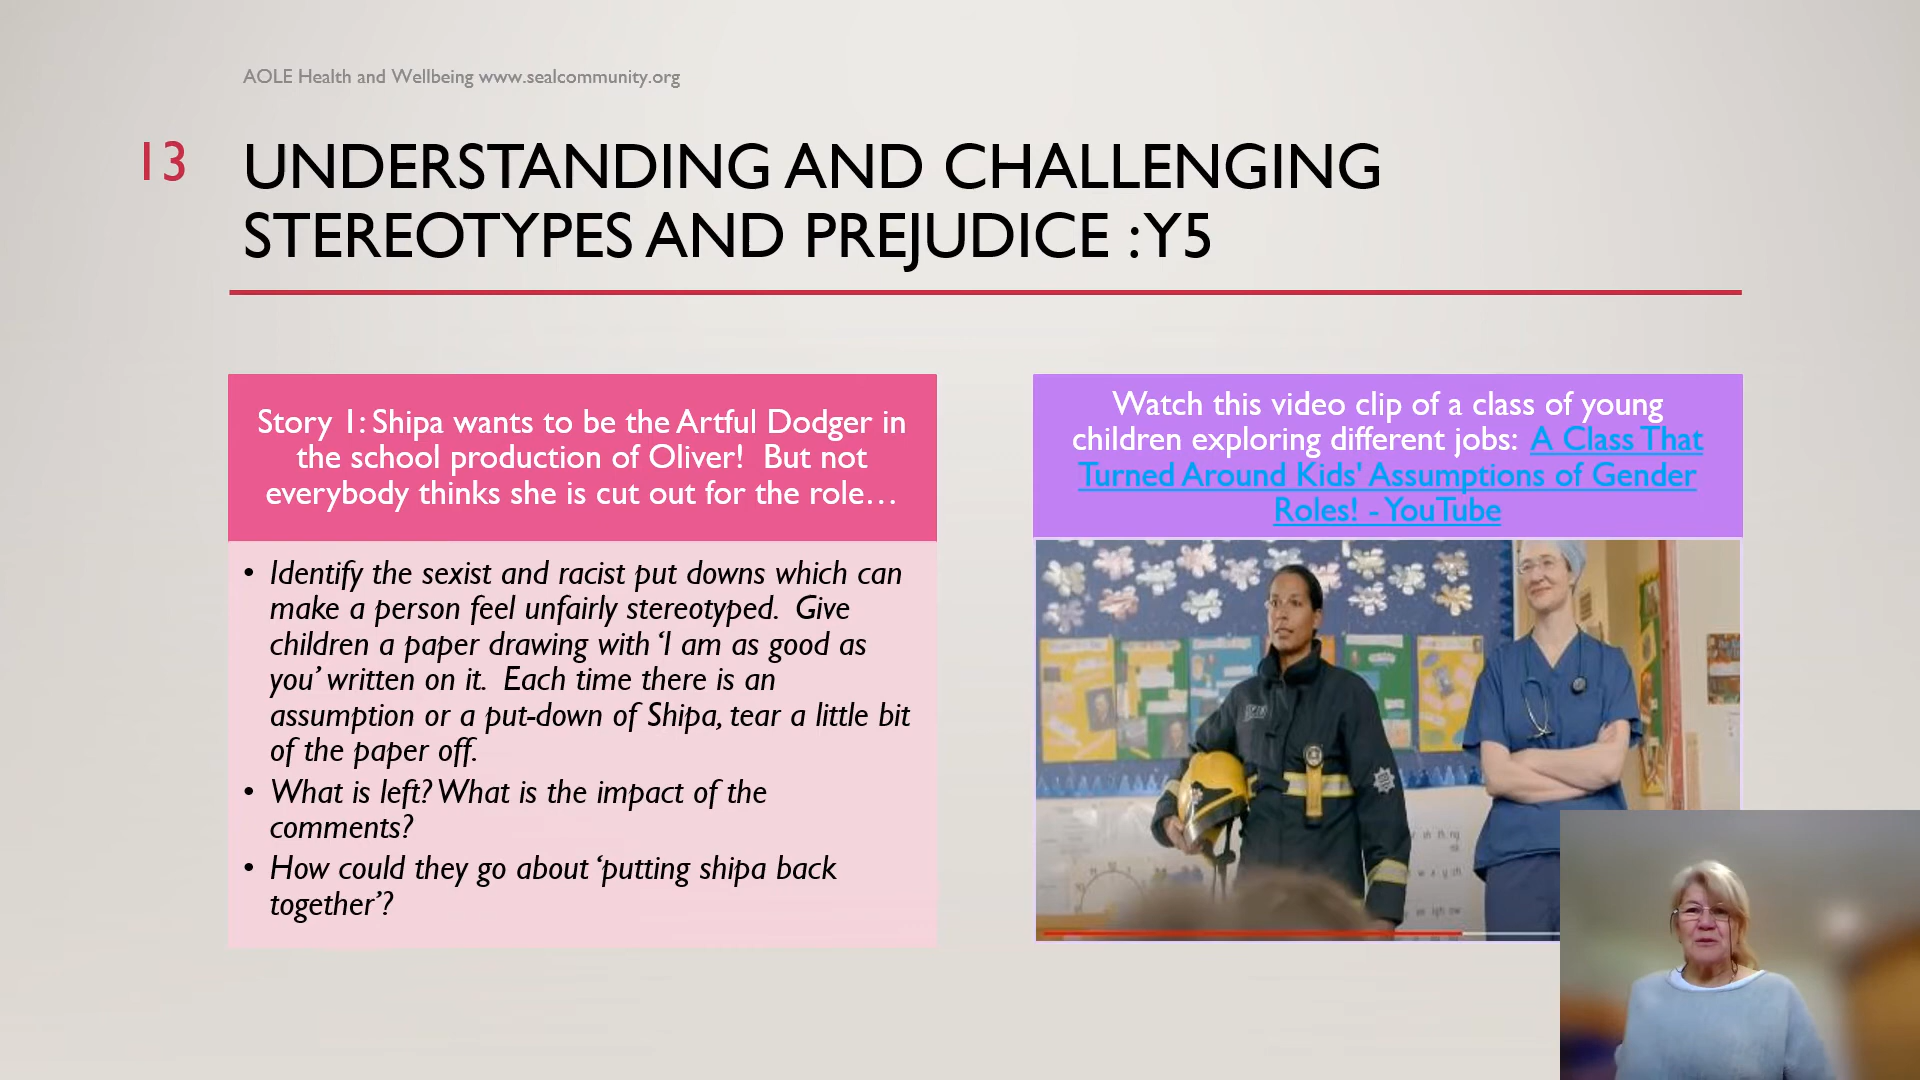 AOLE Health and Wellbeing www.sealcommunity.org
13
UNDERSTANDING AND CHALLENGING
STEREOTYPES AND PREJUDICE : Y5
Story 1: Shipa wants to be the Artful Dodger in
the school production of Oliver! But not
everybody thinks she is cut out for the role…
• Identify the sexist and racist put downs which can
make a person feel unfairly stereotyped. Give
children a paper drawing with ‘I am as good as
you’ written on it. Each time there is an
assumption or a put-down of Shipa, tear a little bit
of the paper off.
• What is left? What is the impact of the
comments?
• How could they go about ‘putting shipa back
together’?
Watch this video clip of a class of young
children exploring different jobs: A Class That
Turned Around Kids' Assumptions of Gender
Roles! - YouTube